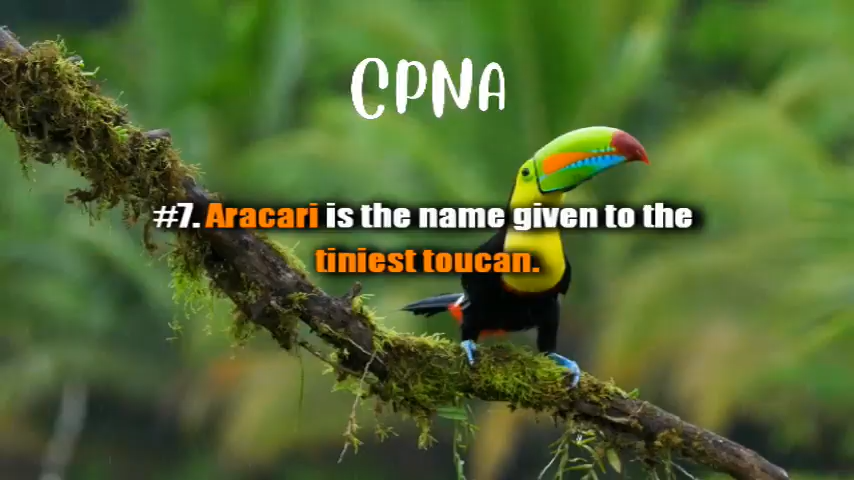 CPNA
#7. Aracari is the name given to the
tiniest toucan.